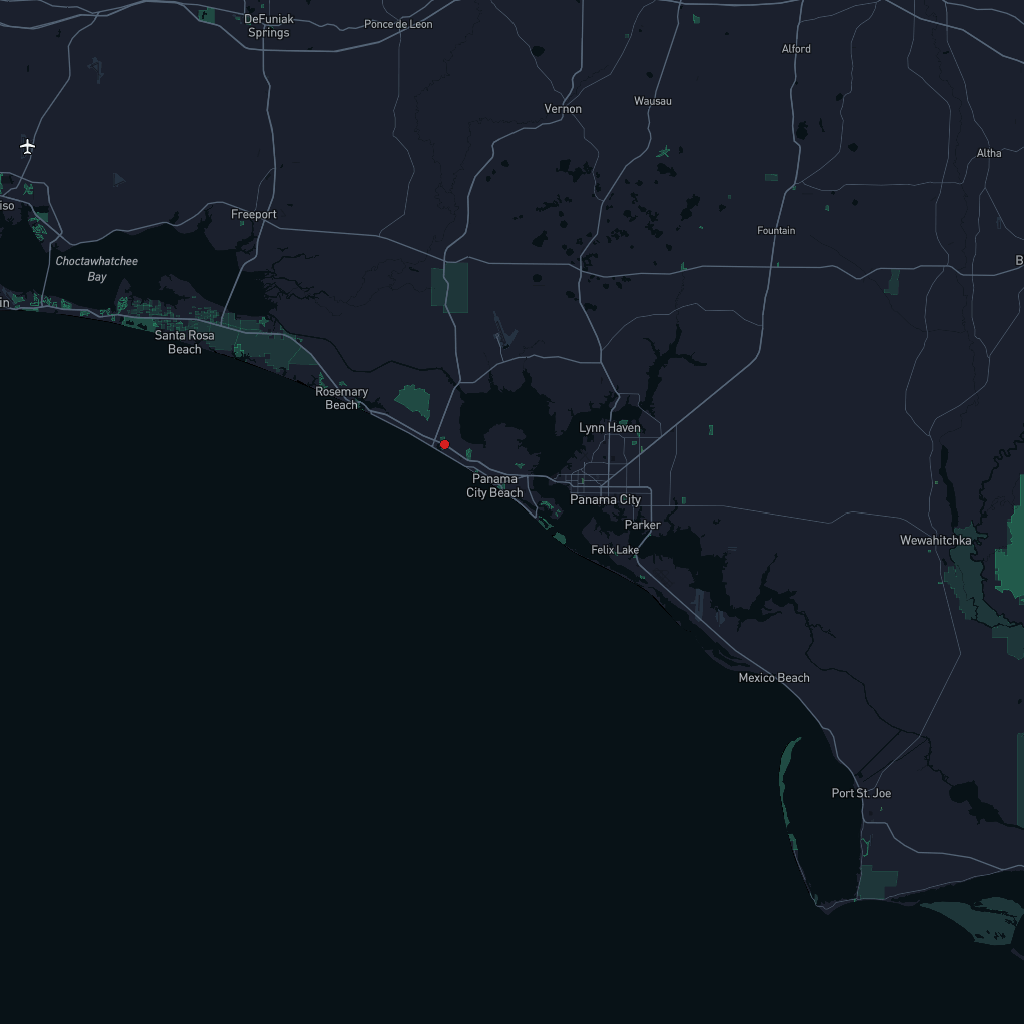 DeFuniak
Springs
Ponce de Leon
Alford
Wausau
Vernon
Altha
iso
Freeport
Fountain
Choctawhatchee
Bay
B
in
Santa Rosa
Beach
Rosemary
Beach
Lynn Haven
Panama
City Beach
Panama City
Parker
Wewahitchka
Felix Lake
Mexico Beach
Port St. Joe